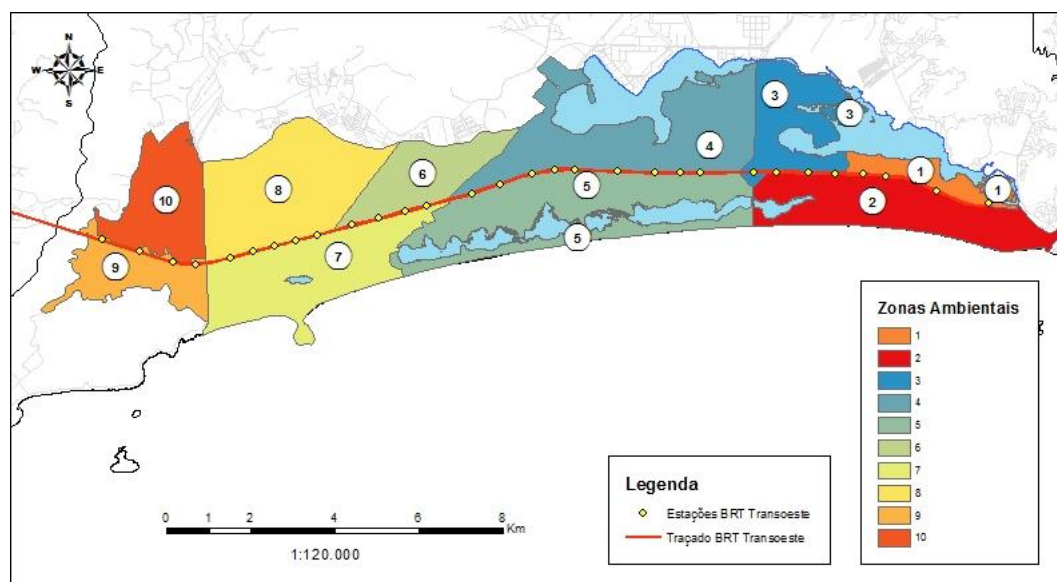 N
W E
S
3
3
10
8
6
4
1
1
5
2
7
9
5
Zonas Ambientais
1
2
3
4
5
6
7
8
9
10
Legenda
Estações BRT Transoeste
Traçado BRT Transoeste
0 1 2 4 6 8
Km
1:120.000